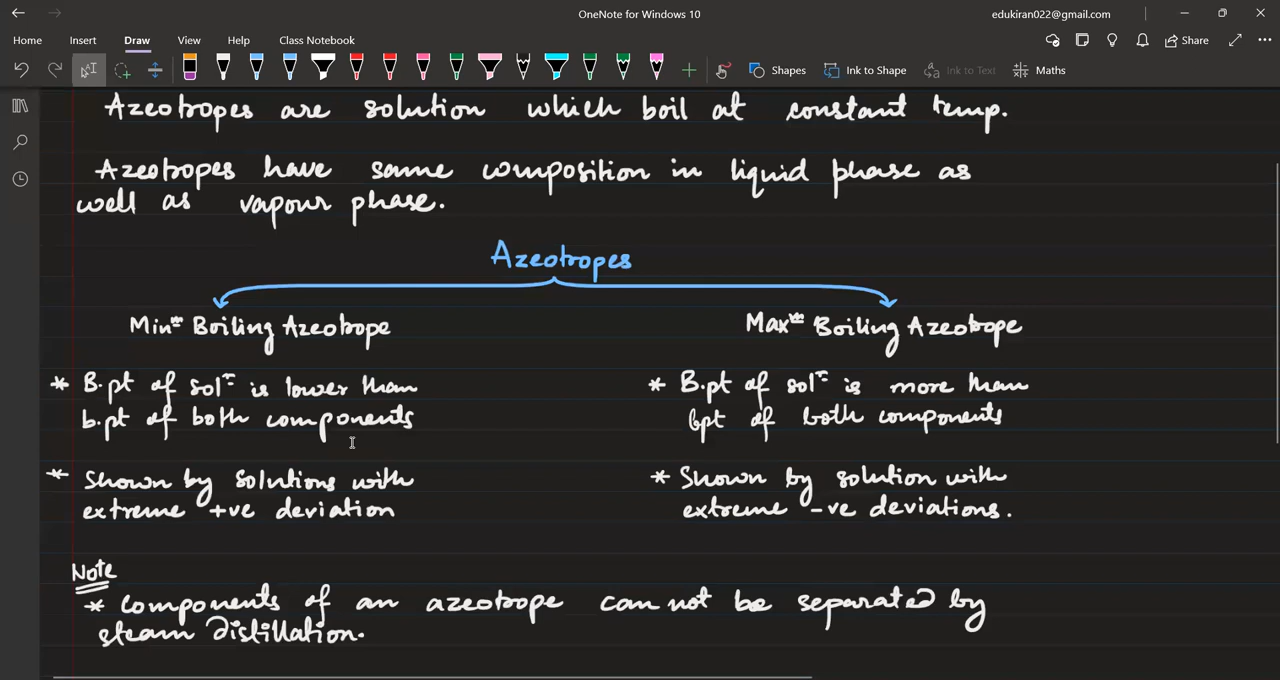 OneNote for Windows 10
edukiran022@gmail.com
Home Insert Draw View Help Class Notebook
Share
Shapes Ink to Shape Ink to Text Maths
Azeotropes are solution which boil at constant temp.
Azeotropes have same composition in liquid phase as
well as vapour phase.
Azeotropes
Minᵐ Boiling Azeotrope
Maxᵐ Boiling Azeotrope
* B.pt of solⁿ is lower than
b.pt of both components
* B.pt of solⁿ is more than
bpt of both components
* Shown by solutions with
extreme +ve deviation
* Shown by solution with
extreme -ve deviations.
Note
* Components of an azeotrope can not be separated by
steam distillation.